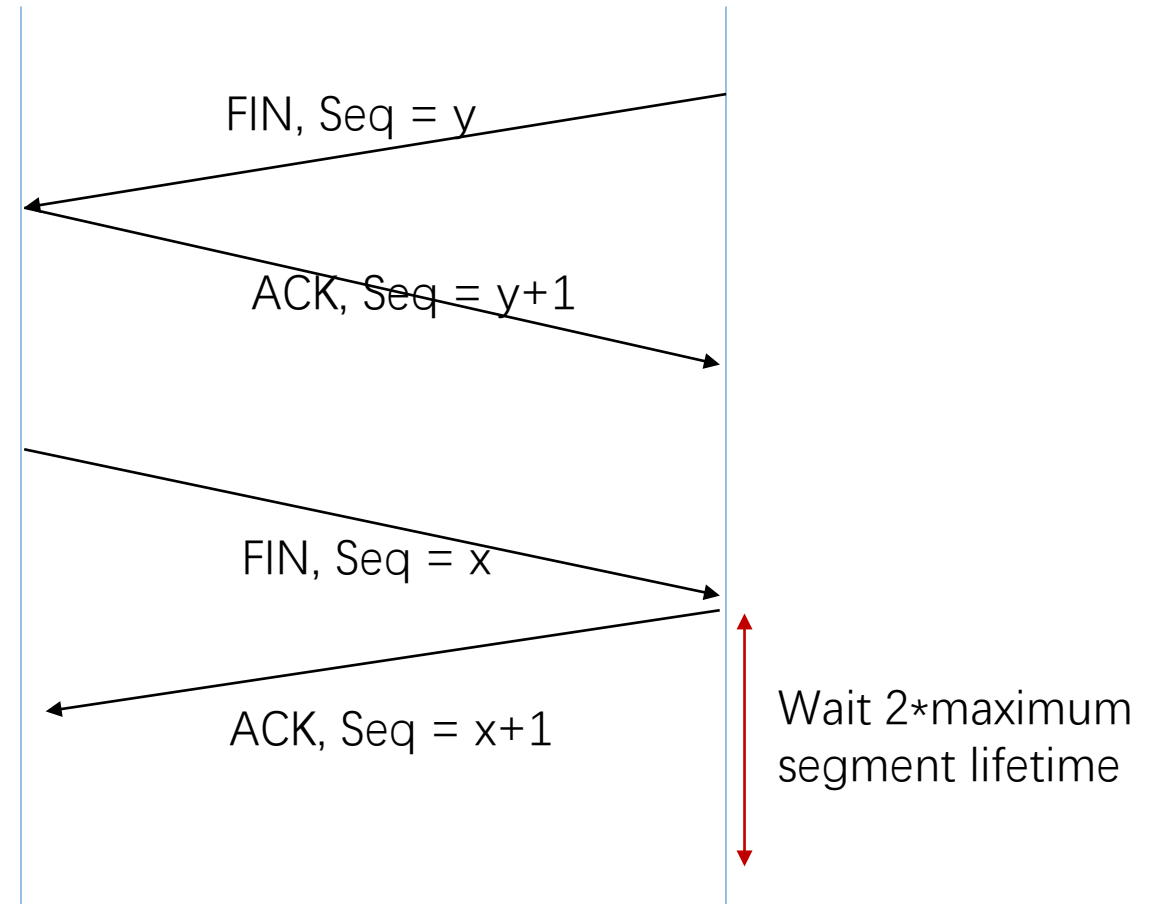 FIN, Seq = y
ACK, Seq = y+1
FIN, Seq = x
ACK, Seq = x+1
Wait 2*maximum
segment lifetime